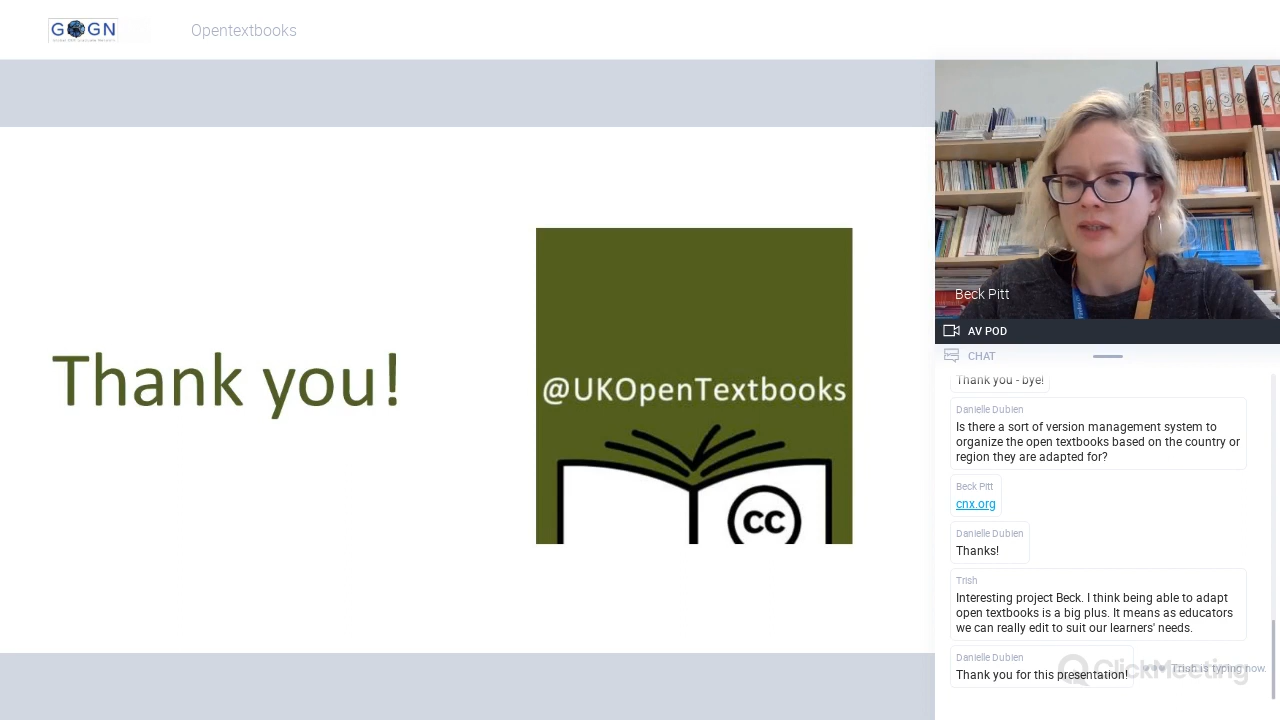 GOGN
Opentextbooks
Thank you!
@UKOpenTextbooks
cc
Beck Pitt
AV POD
CHAT
Thank you - bye!
Danielle Dubien
Is there a sort of version management system to
organize the open textbooks based on the country or
region they are adapted for?
Beck Pitt
cnx.org
Danielle Dubien
Thanks!
Trish
Interesting project Beck. I think being able to adapt
open textbooks is a big plus. It means as educators
we can really edit to suit our learners' needs.
Danielle Dubien
Thank you for this presentation!
ClickMeeting
Trish is typing now.